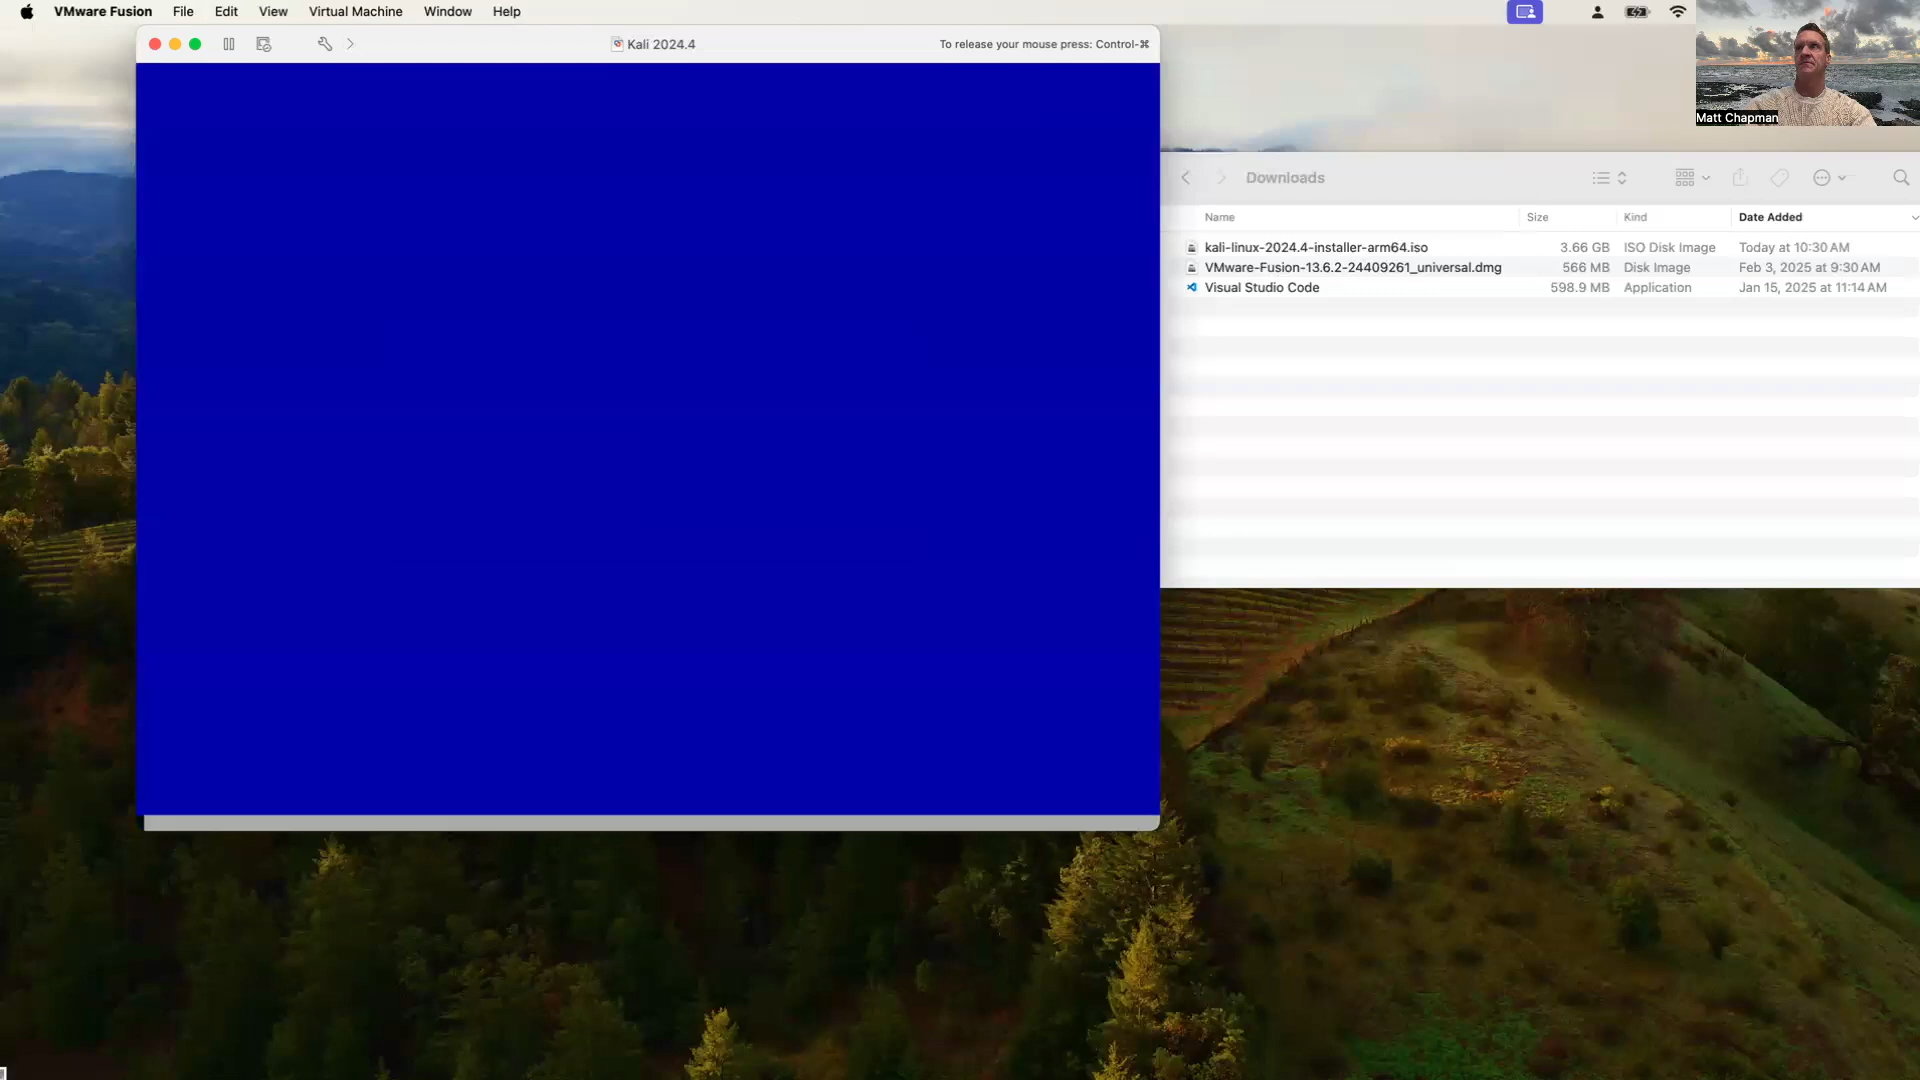 VMware Fusion File Edit View Virtual Machine Window Help
Kali 2024.4 To release your mouse press: Control-⌘
Matt Chapman
Downloads
Name Size Kind Date Added
kali-linux-2024.4-installer-arm64.iso 3.66 GB ISO Disk Image Today at 10:30 AM
VMware-Fusion-13.6.2-24409261_universal.dmg 566 MB Disk Image Feb 3, 2025 at 9:30 AM
Visual Studio Code 598.9 MB Application Jan 15, 2025 at 11:14 AM